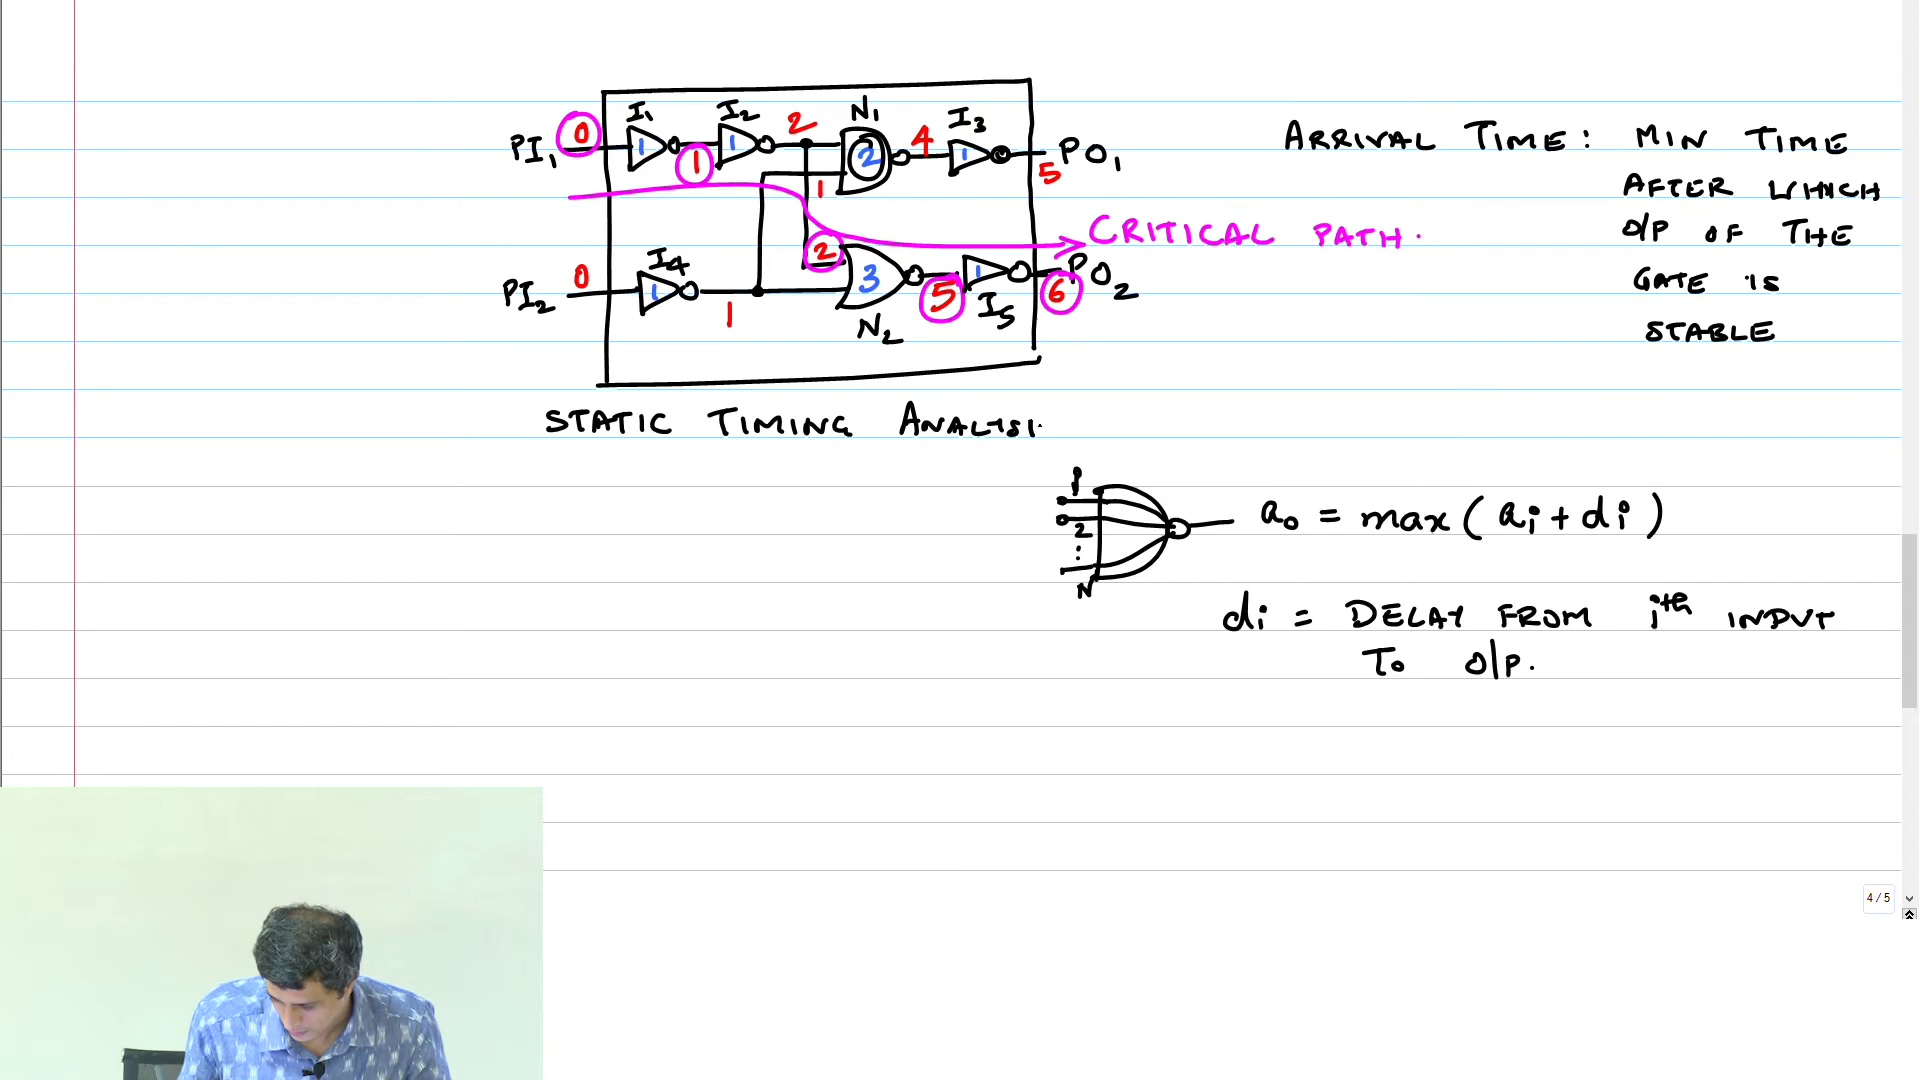 I1 I2 2 N1 I3
PI1 0 1 1 2 4 1 PO1
1 1 5
CRITICAL PATH.
I4 2 PO2
PI2 0 1 3 1
1 5 I5 6
N2
STATIC TIMING ANALYSI.
ARRIVAL TIME: MIN TIME
AFTER WHICH
O/P OF THE
GATE IS
STABLE
1
2
:
N
a0 = max(ai + di)
di = DELAY FROM ith INPUT
TO O/P.
4 / 5